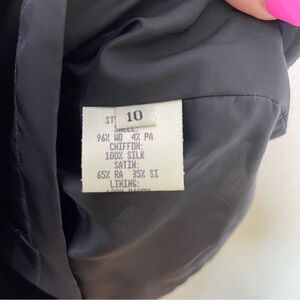 ST
10
SHELL:
96% WO 4% PA
CHIFFON:
100% SILK
SATIN:
65% RA 35% SI
LINING: